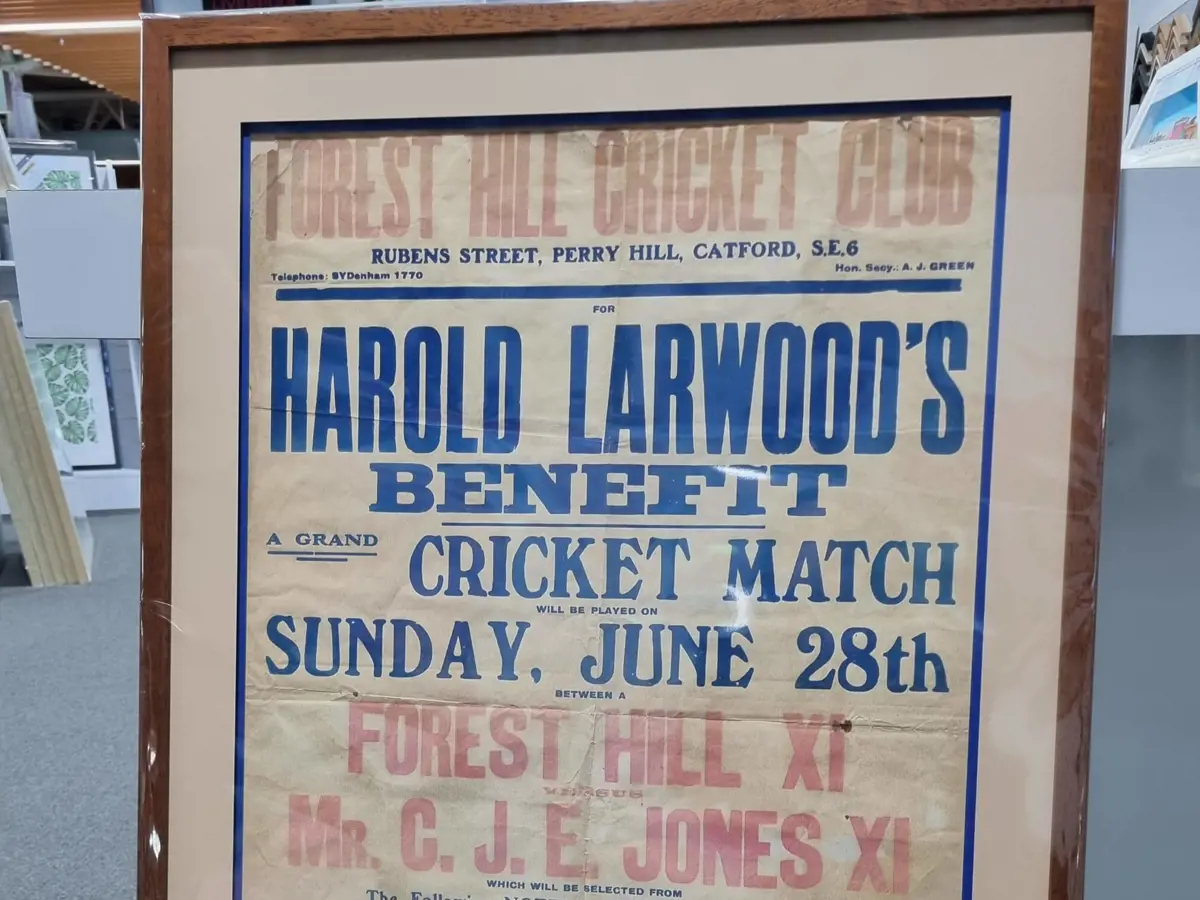 FOREST HILL CRICKET CLUB
RUBENS STREET, PERRY HILL, CATFORD, S.E.6
Telephone: SYDenham 1770 Hon. Secy.: A. J. GREEN
FOR
HAROLD LARWOOD'S
BENEFIT
A GRAND CRICKET MATCH
WILL BE PLAYED ON
SUNDAY, JUNE 28th
BETWEEN A
FOREST HILL XI
VERSUS
MR. C. J. E. JONES XI
WHICH WILL BE SELECTED FROM
The